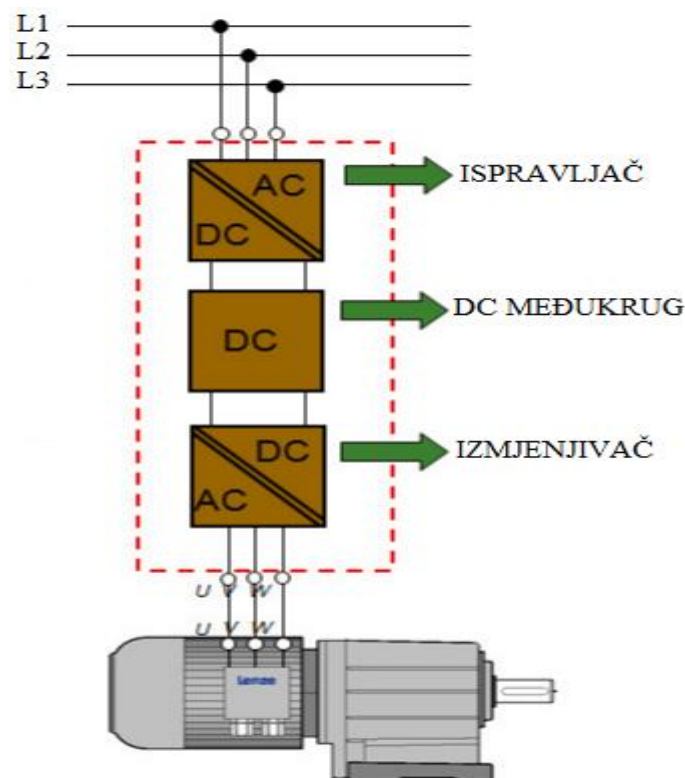 L1
L2
L3
AC
DC
ISPRAVLJAČ
DC
DC MEĐUKRUG
DC
AC
IZMJENJIVAČ
U V W
U V W
Lenze